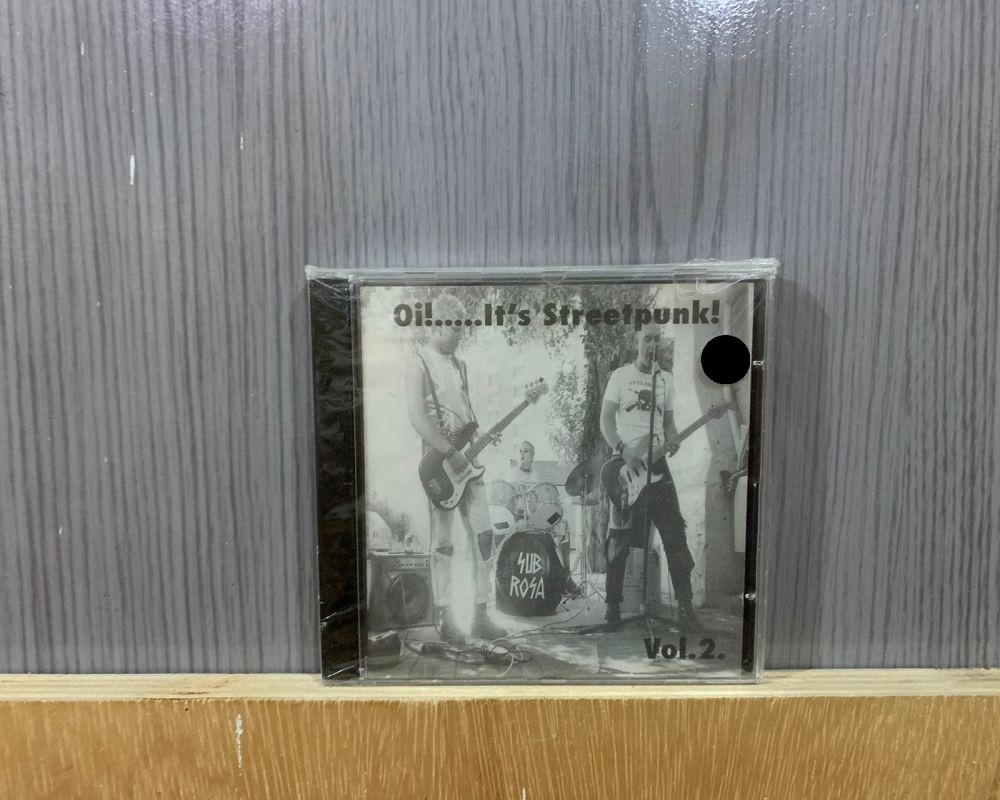 Oi!.....It's Streetpunk!
SUB
ROSA
Vol.2.